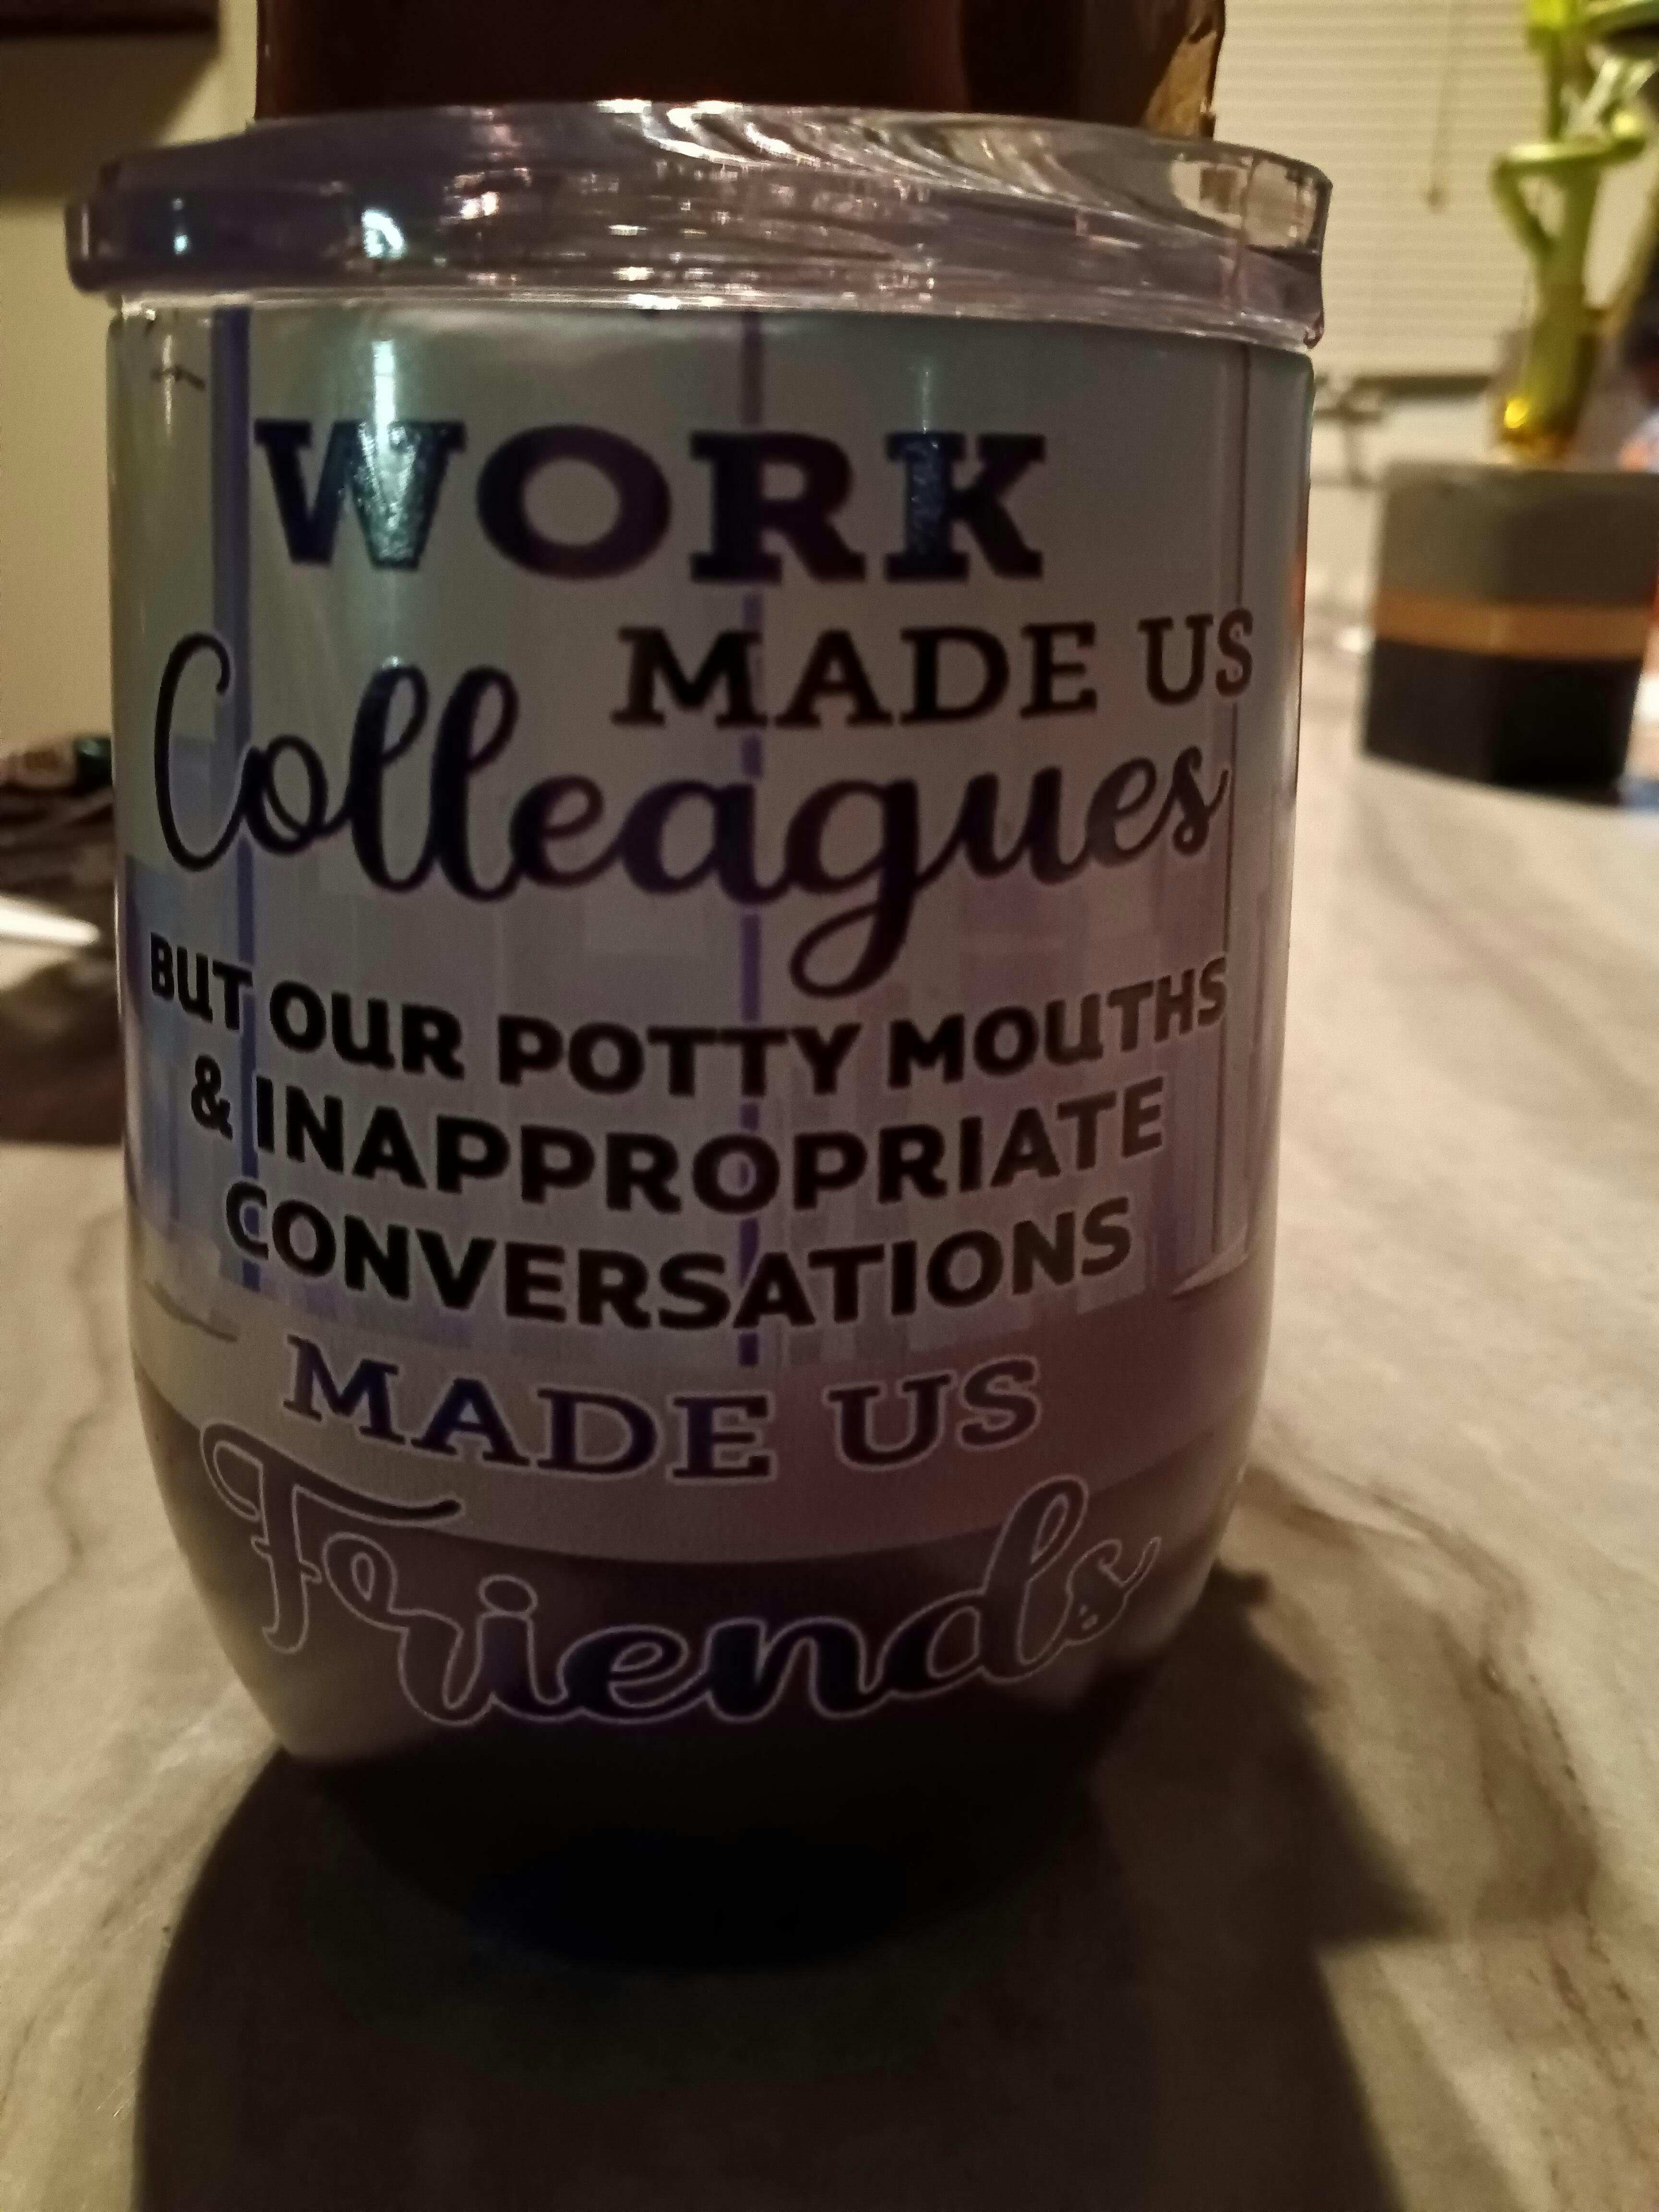 WORK
MADE US
Colleagues
BUT OUR POTTY MOUTHS
& INAPPROPRIATE
CONVERSATIONS
MADE US
Friends